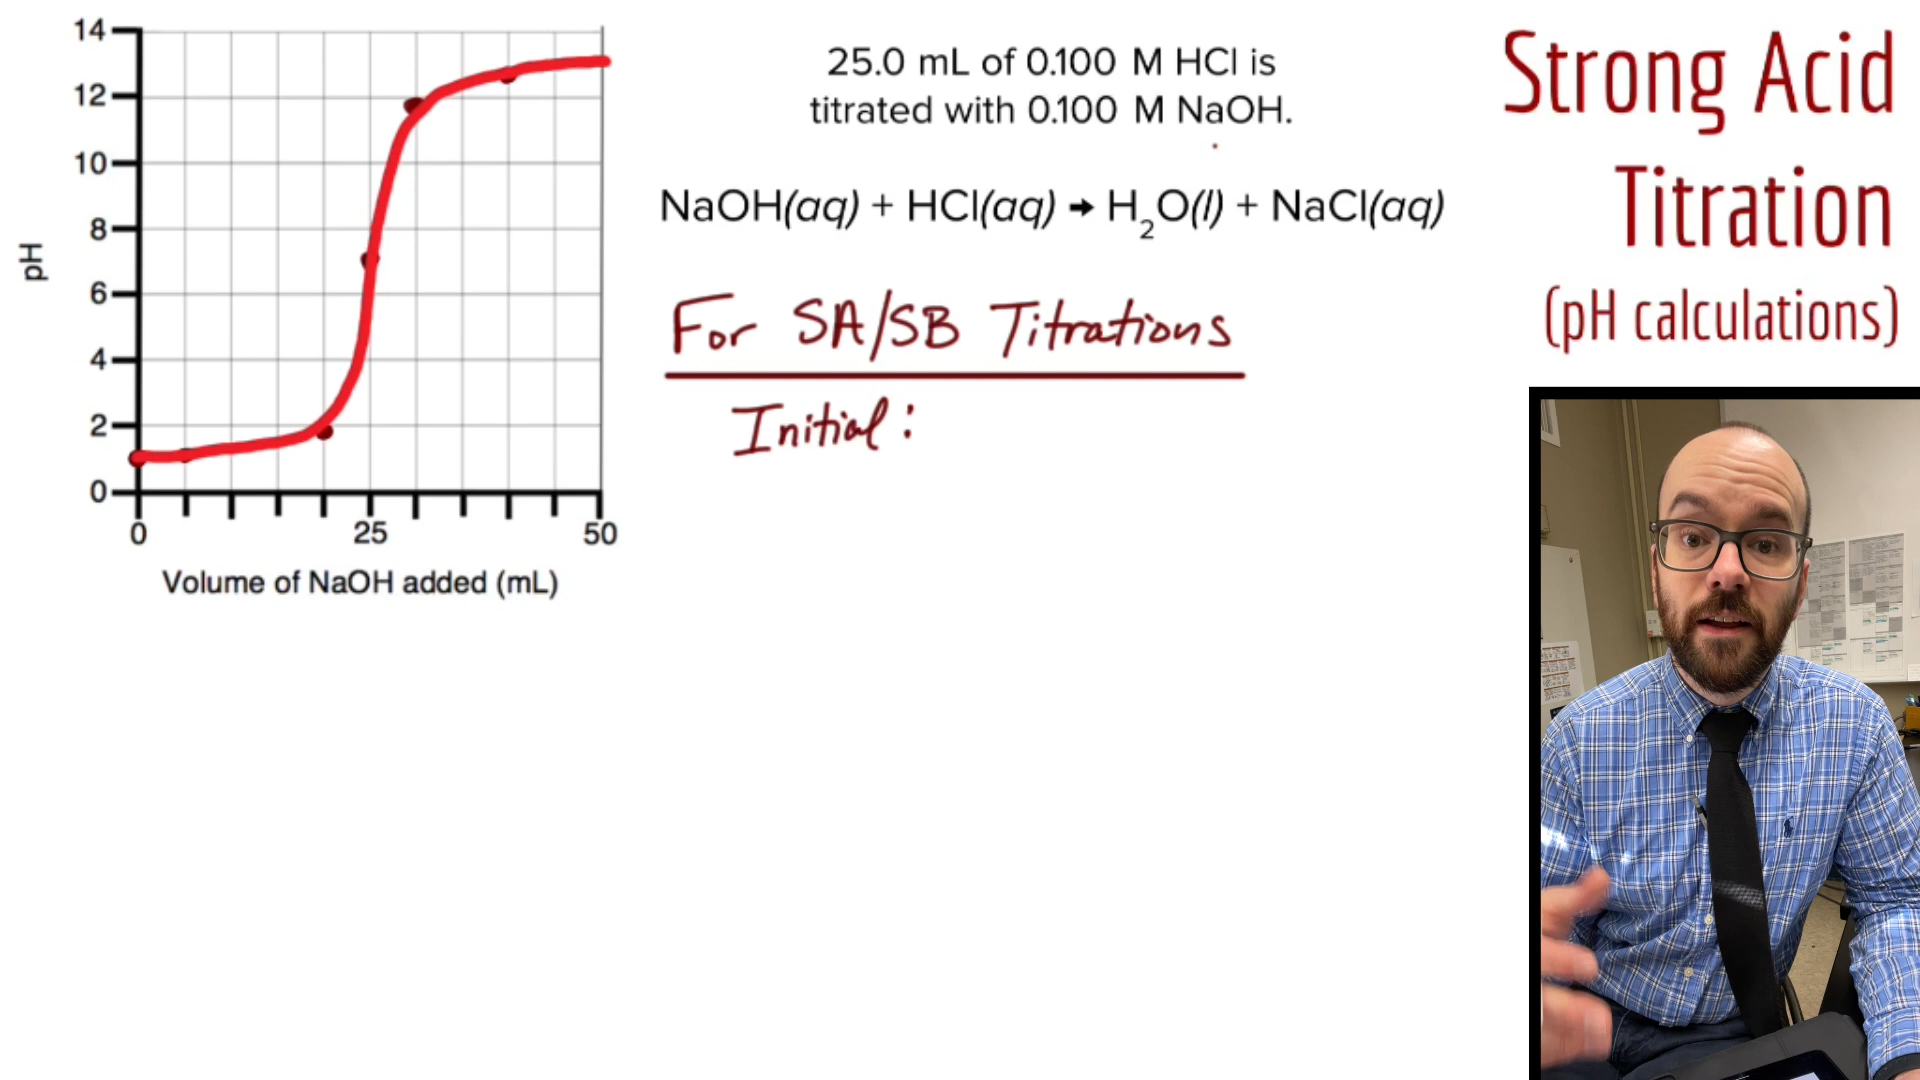 14
12
10
8
6
4
2
0
pH
0 25 50
Volume of NaOH added (mL)
25.0 mL of 0.100 M HCl is
titrated with 0.100 M NaOH.
NaOH(aq) + HCl(aq) → H₂O(l) + NaCl(aq)
For SA/SB Titrations
Initial:
Strong Acid
Titration
(pH calculations)